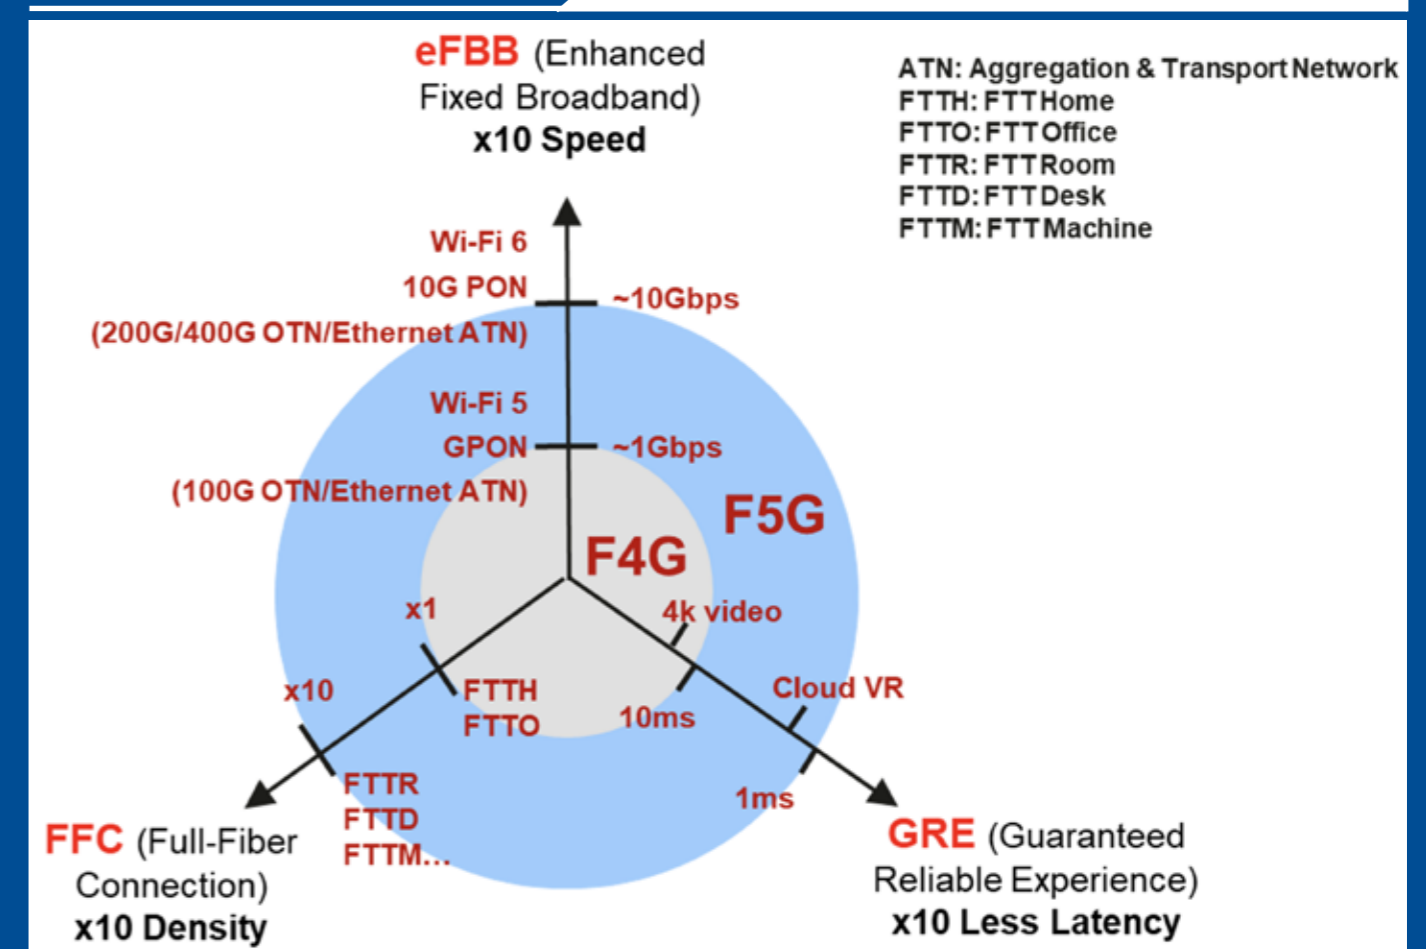 eFBB (Enhanced
Fixed Broadband)
x10 Speed
ATN: Aggregation & Transport Network
FTTH: FTT Home
FTTO: FTT Office
FTTR: FTT Room
FTTD: FTT Desk
FTTM: FTT Machine
Wi-Fi 6
10G PON
~10Gbps
(200G/400G OTN/Ethernet ATN)
Wi-Fi 5
GPON
~1Gbps
(100G OTN/Ethernet ATN)
F5G
F4G
x1
4k video
x10
FTTH
FTTO
10ms
Cloud VR
1ms
FTTR
FTTD
FTTM...
FFC (Full-Fiber
Connection)
x10 Density
GRE (Guaranteed
Reliable Experience)
x10 Less Latency